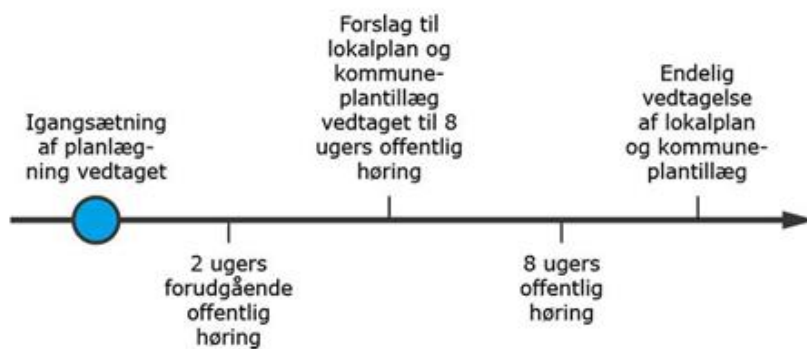 Igangsætning
af planlæg-
ning vedtaget
2 ugers
forudgående
offentlig
høring
Forslag til
lokalplan og
kommune-
plantillæg
vedtaget til 8
ugers offentlig
høring
8 ugers
offentlig
høring
Endelig
vedtagelse
af lokalplan
og kommune-
plantillæg